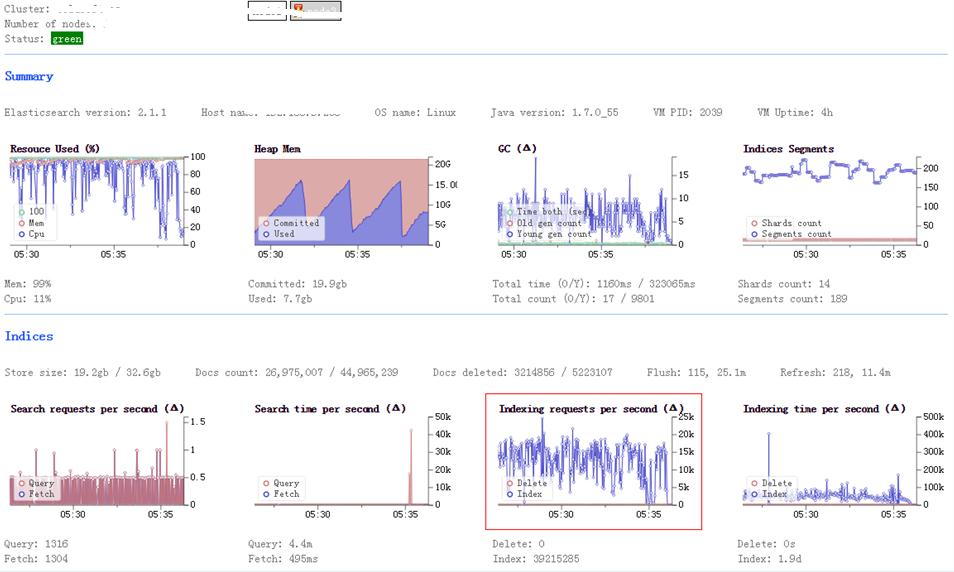 Cluster:
Number of nodes.
Status: green
Summary
Elasticsearch version: 2.1.1 Host name. OS name: Linux Java version: 1.7.0_55 VM PID: 2039 VM Uptime: 4h
Resouce Used (%) Heap Mem GC (Δ) Indices Segments
100
80
60
40
20
0
100
Mem
Cpu
05:30 05:35
20G
15.0(
10G
5G
0
Committed
Used
05:30 05:35
15
10
5
0
Time both (sec)
Old gen count
Young gen count
05:30 05:35
200
150
100
50
0
Shards count
Segments count
05:30 05:35
Mem: 99% Committed: 19.9gb Total time (O/Y): 1160ms / 323065ms Shards count: 14
Cpu: 11% Used: 7.7gb Total count (O/Y): 17 / 9801 Segments count: 189
Indices
Store size: 19.2gb / 32.6gb Docs count: 26,975,007 / 44,965,239 Docs deleted: 3214856 / 5223107 Flush: 115, 25.1m Refresh: 218, 11.4m
Search requests per second (Δ) Search time per second (Δ) Indexing requests per second (Δ) Indexing time per second (Δ)
1.5
1
0.5
0
Query
Fetch
05:30 05:35
50k
40k
30k
20k
10k
0
Query
Fetch
05:30 05:35
25k
20k
15k
10k
5k
0
Delete
Index
05:30 05:35
500k
400k
300k
200k
100k
0
Delete
Index
05:30 05:35
Query: 1316 Query: 4.4m Delete: 0 Delete: 0s
Fetch: 1304 Fetch: 495ms Index: 39215285 Index: 1.9d